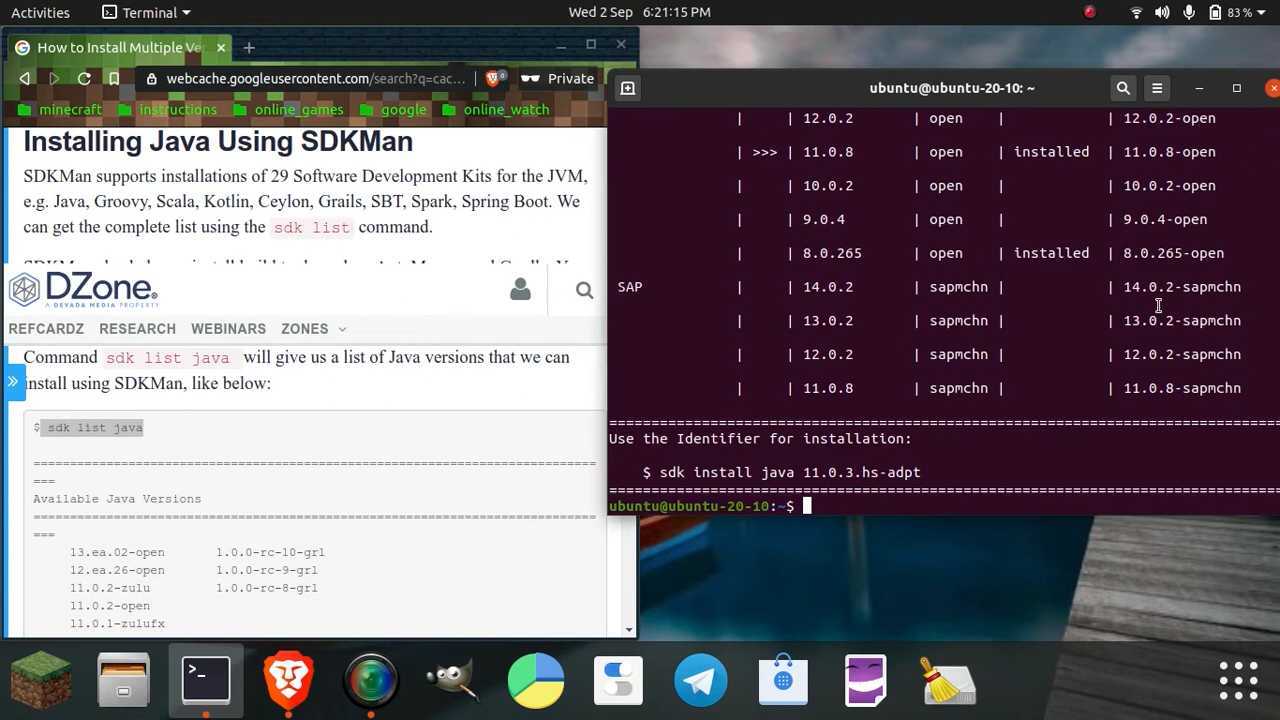 Activities
Terminal
Wed 2 Sep 6:21:15 PM
83 %
How to Install Multiple Ve
webcache.googleusercontent.com/search?q=cac...
0
Private
minecraft
instructions
online_games
google
online_watch
Installing Java Using SDKMan
SDKMan supports installations of 29 Software Development Kits for the JVM,
e.g. Java, Groovy, Scala, Kotlin, Ceylon, Grails, SBT, Spark, Spring Boot. We
can get the complete list using the sdk list command.
DZone.
A DEVADA MEDIA PROPERTY
REFCARDZ RESEARCH WEBINARS ZONES
Command sdk list java will give us a list of Java versions that we can
install using SDKMan, like below:
$ sdk list java
================================================================================
===
Available Java Versions
================================================================================
===
13.ea.02-open 1.0.0-rc-10-grl
12.ea.26-open 1.0.0-rc-9-grl
11.0.2-zulu 1.0.0-rc-8-grl
11.0.2-open
11.0.1-zulufx
ubuntu@ubuntu-20-10: ~
| | 12.0.2 | open | | 12.0.2-open
| >>> | 11.0.8 | open | installed | 11.0.8-open
| | 10.0.2 | open | | 10.0.2-open
| | 9.0.4 | open | | 9.0.4-open
| | 8.0.265 | open | installed | 8.0.265-open
SAP | | 14.0.2 | sapmchn | | 14.0.2-sapmchn
| | 13.0.2 | sapmchn | | 13.0.2-sapmchn
| | 12.0.2 | sapmchn | | 12.0.2-sapmchn
| | 11.0.8 | sapmchn | | 11.0.8-sapmchn
================================================================================
Use the Identifier for installation:
$ sdk install java 11.0.3.hs-adpt
================================================================================
ubuntu@ubuntu-20-10:~$